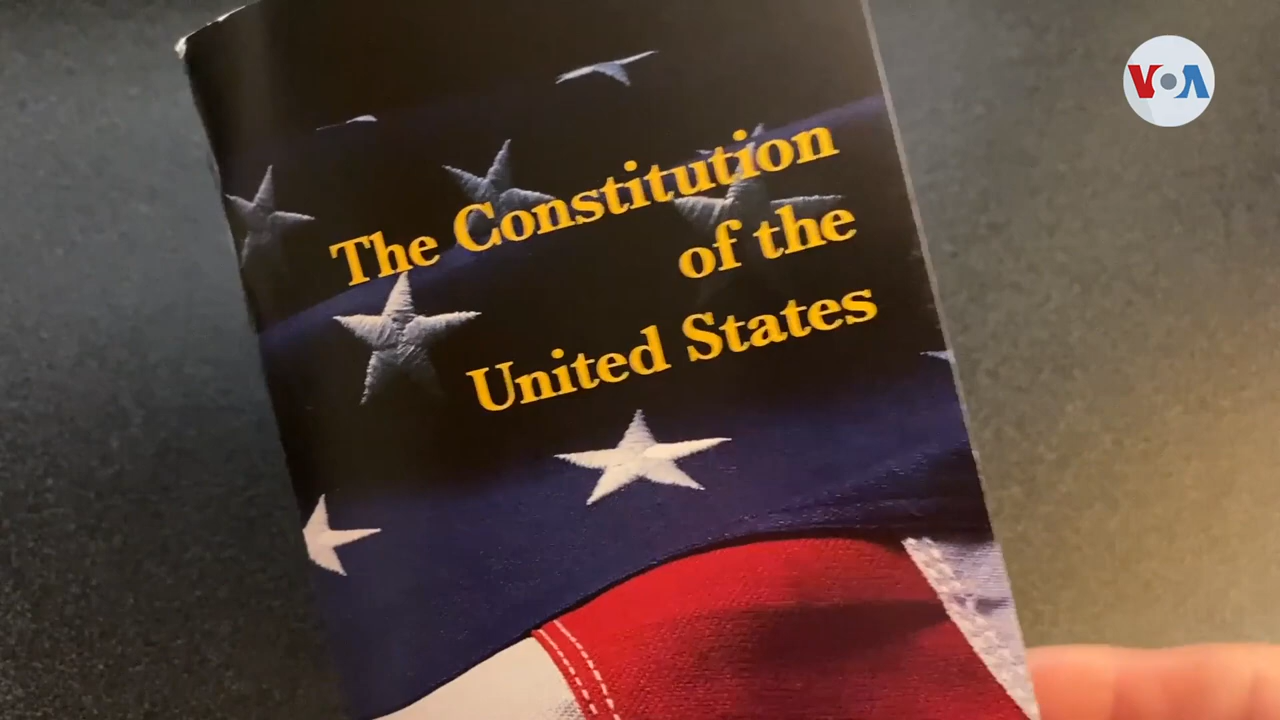 The Constitution
of the
United States
VOA